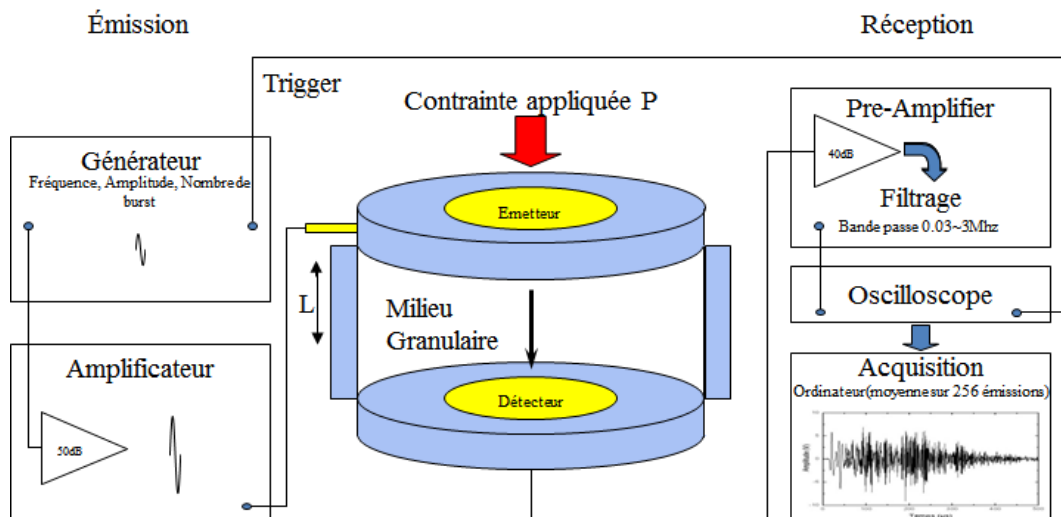 Émission
Réception
Trigger
Contrainte appliquée P
Générateur
Fréquence, Amplitude, Nombre de
burst
Amplificateur
50dB
Emetteur
L
Milieu
Granulaire
Détecteur
Pre-Amplifier
40dB
Filtrage
Bande passe 0.03~3Mhz
Oscilloscope
Acquisition
Ordinateur(moyenne sur 256 émissions)